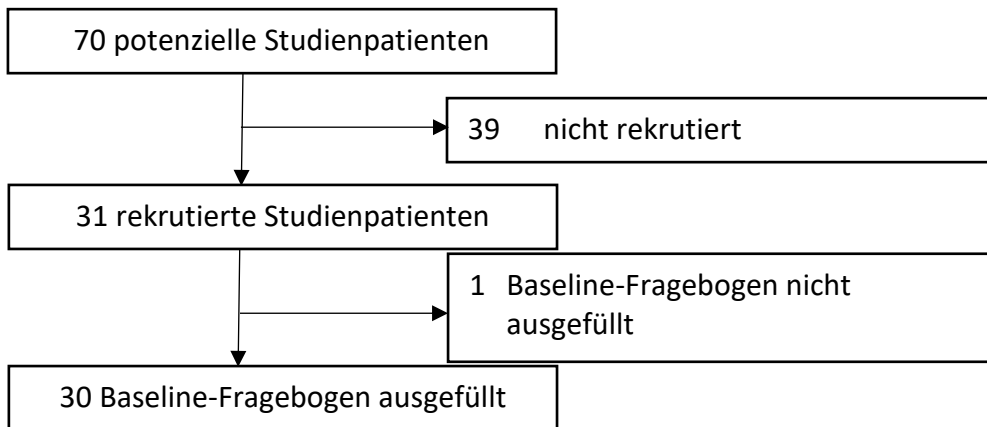 70 potenzielle Studienpatienten
39 nicht rekrutiert
31 rekrutierte Studienpatienten
1 Baseline-Fragebogen nicht
ausgefüllt
30 Baseline-Fragebogen ausgefüllt